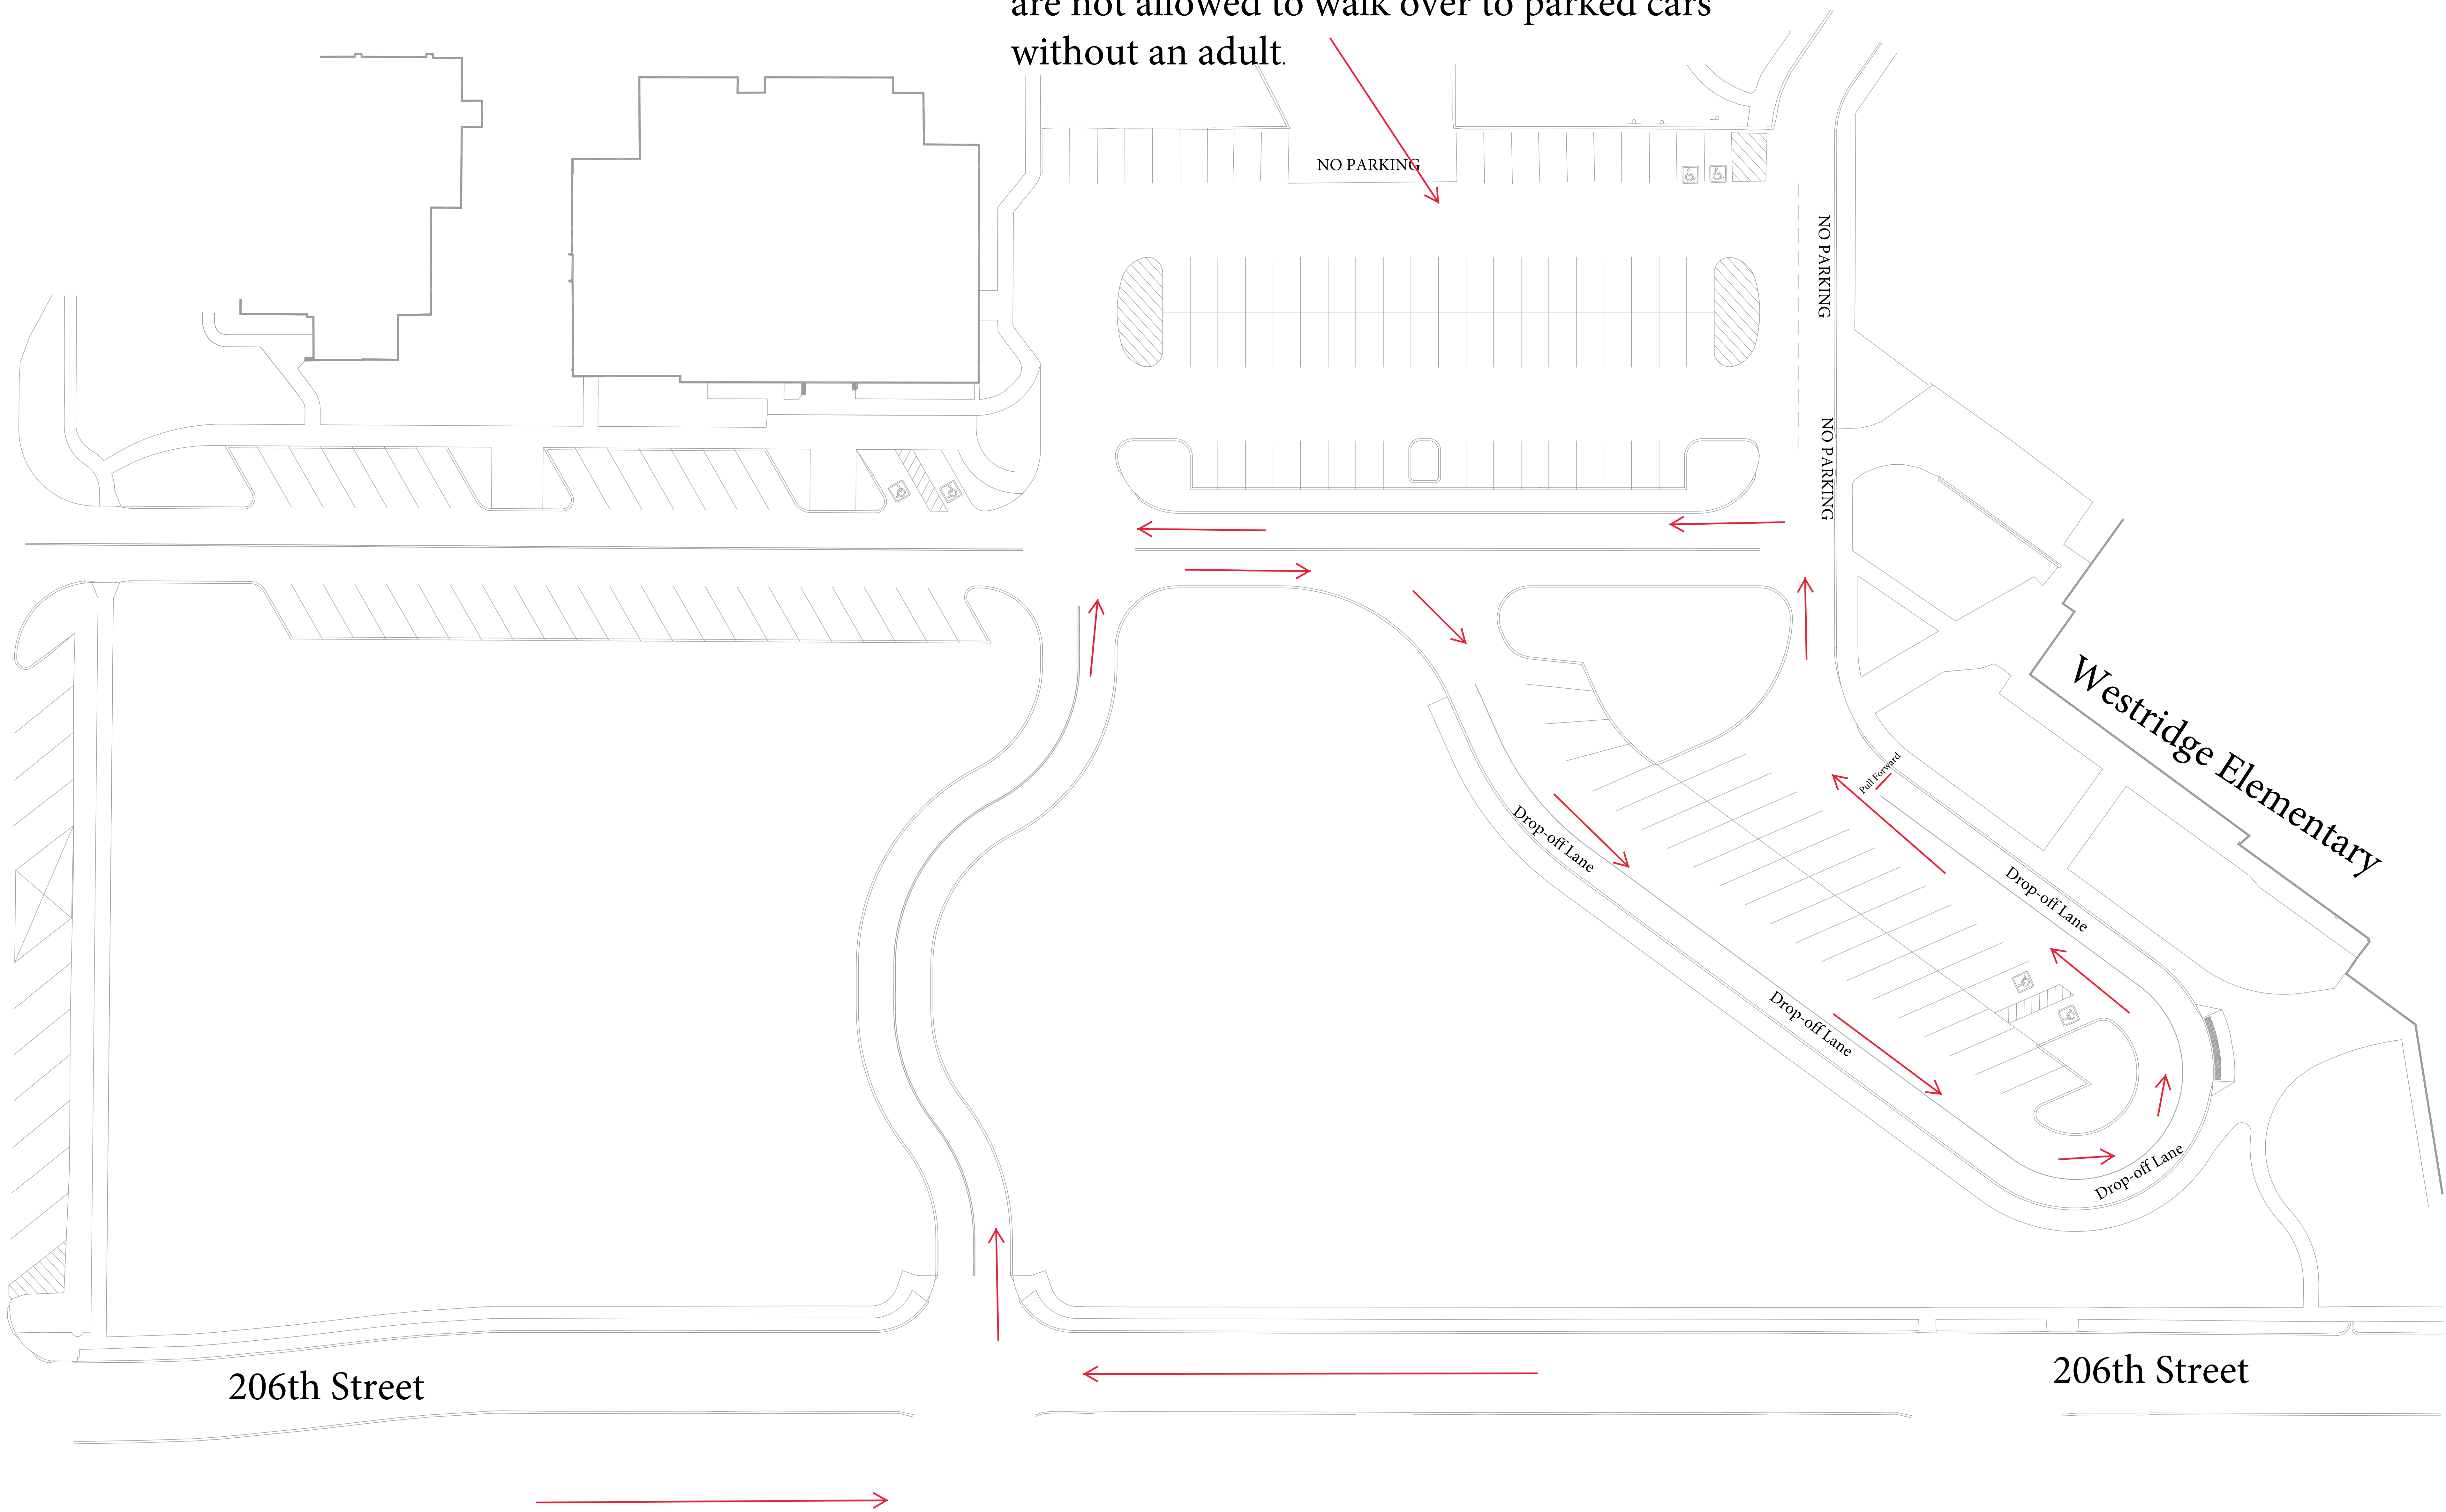 are not allowed to walk over to parked cars
without an adult.
NO PARKING
NO PARKING
NO PARKING
Westridge Elementary
Pull Forward
Drop-off Lane
Drop-off Lane
Drop-off Lane
Drop-off Lane
206th Street
206th Street